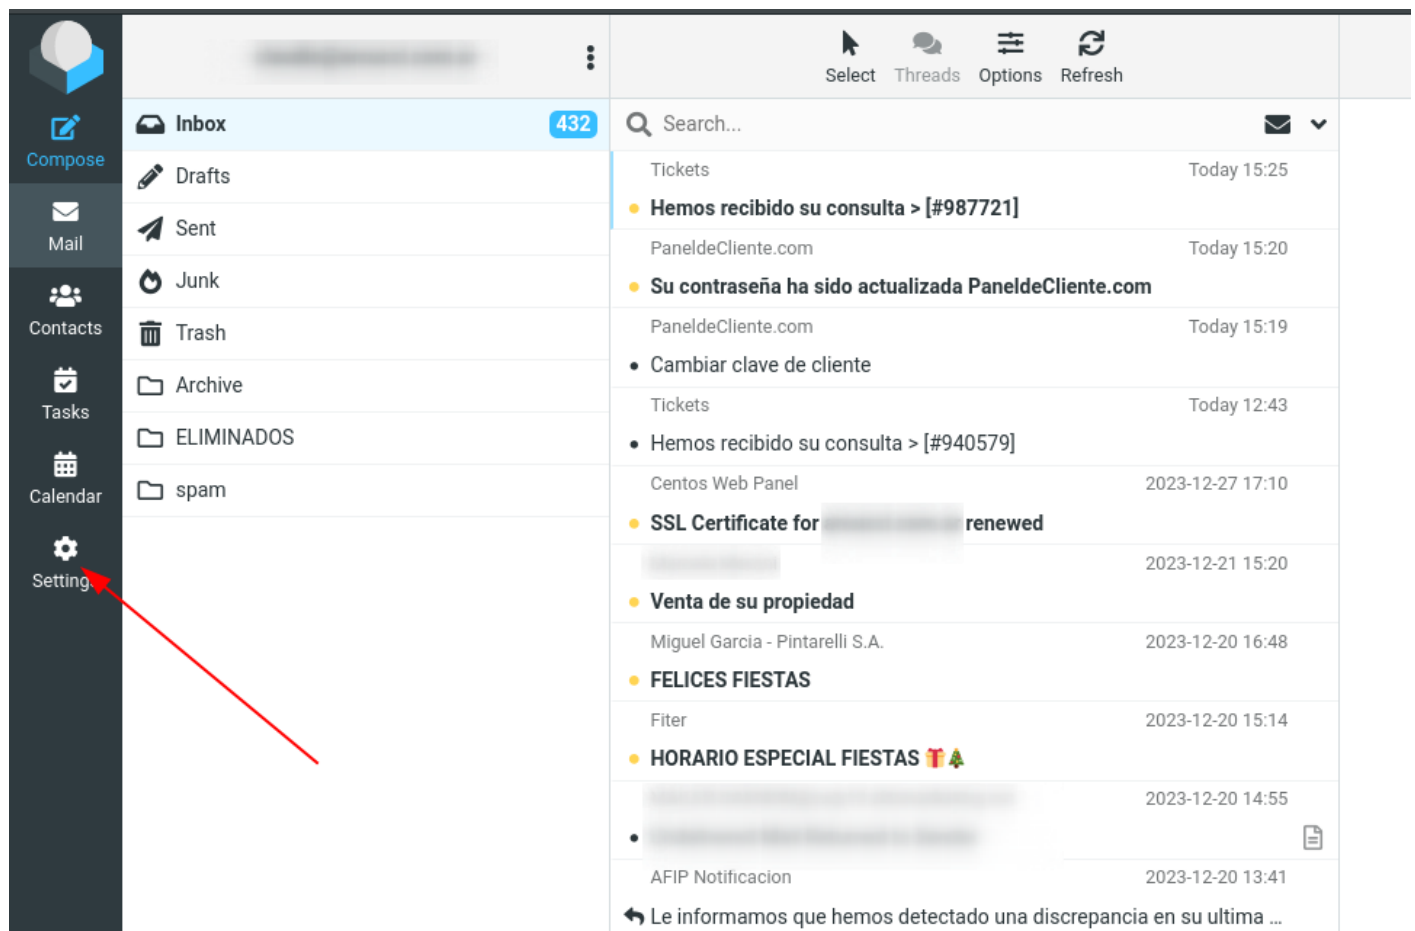 Compose
Mail
Contacts
Tasks
Calendar
Settings
Inbox 432
Drafts
Sent
Junk
Trash
Archive
ELIMINADOS
spam
Select Threads Options Refresh
Search...
Tickets Today 15:25
Hemos recibido su consulta > [#987721]
PaneldeCliente.com Today 15:20
Su contraseña ha sido actualizada PaneldeCliente.com
PaneldeCliente.com Today 15:19
Cambiar clave de cliente
Tickets Today 12:43
Hemos recibido su consulta > [#940579]
Centos Web Panel 2023-12-27 17:10
SSL Certificate for renewed
2023-12-21 15:20
Venta de su propiedad
Miguel Garcia - Pintarelli S.A. 2023-12-20 16:48
FELICES FIESTAS
Fiter 2023-12-20 15:14
HORARIO ESPECIAL FIESTAS 🎁🎄
2023-12-20 14:55
AFIP Notificacion 2023-12-20 13:41
Le informamos que hemos detectado una discrepancia en su ultima ...